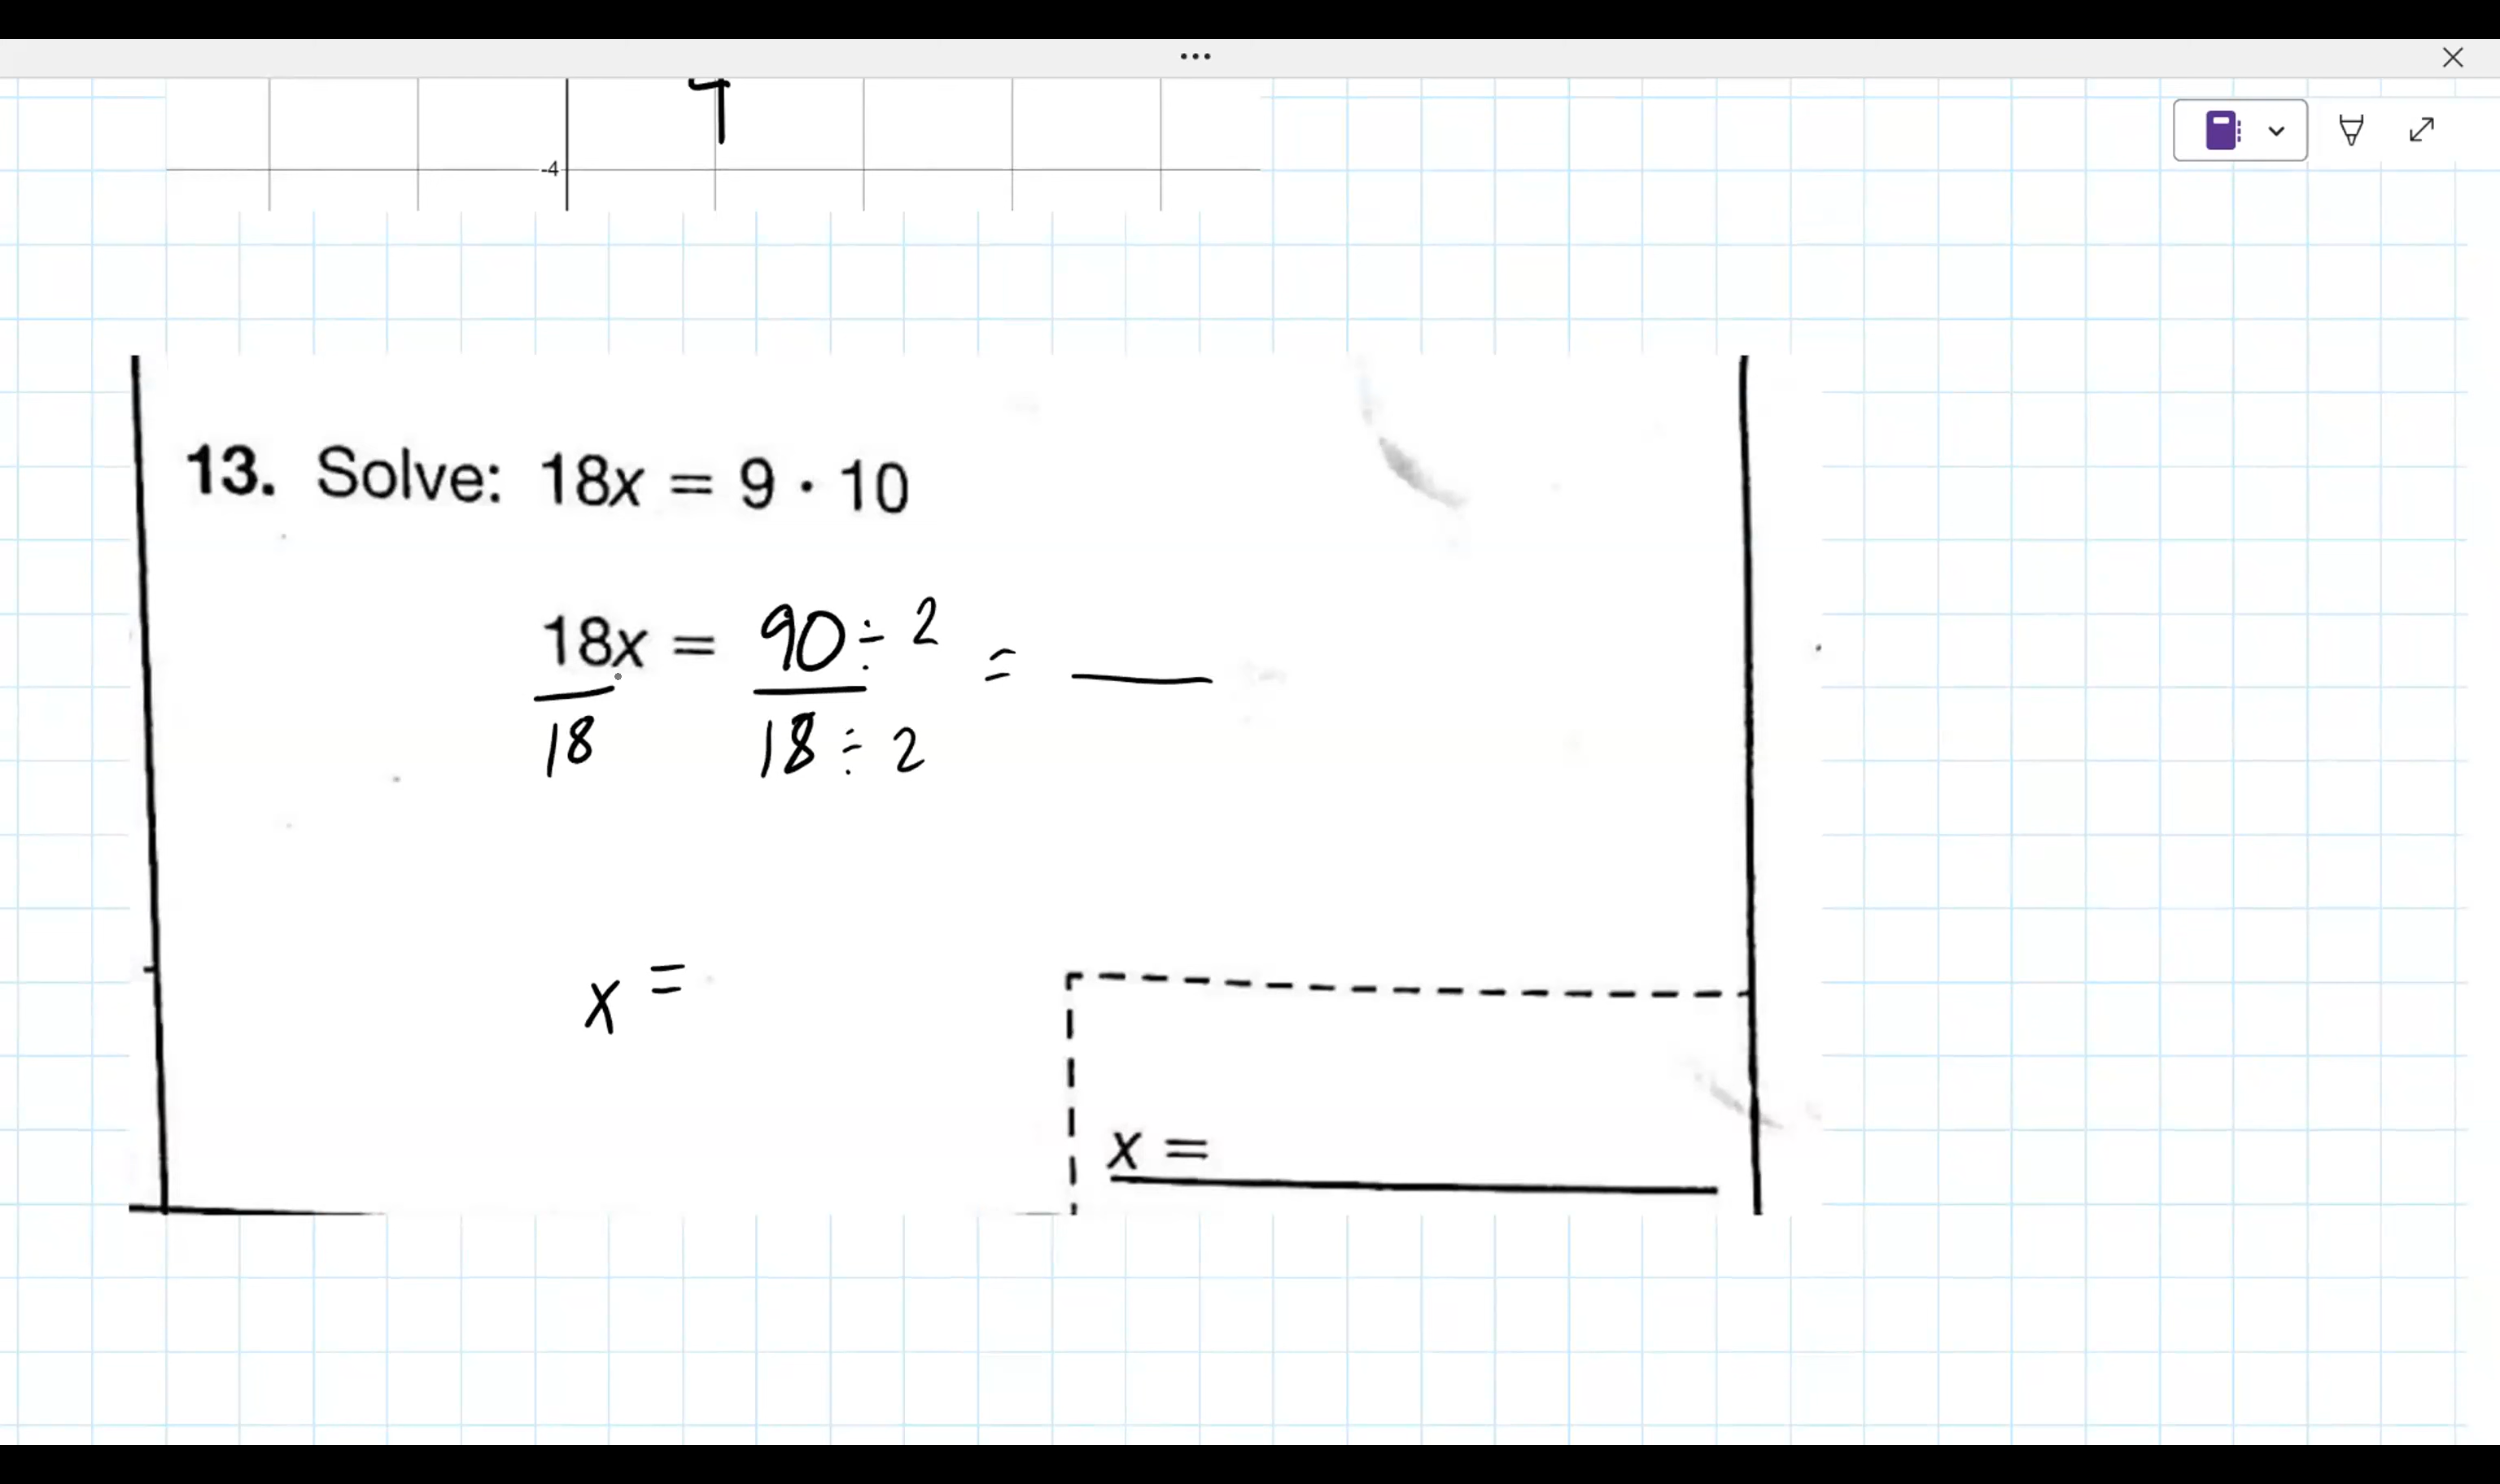 -4
13. Solve: 18x = 9 · 10
18x = 90 ÷ 2 =
18 18 ÷ 2
x =
x =